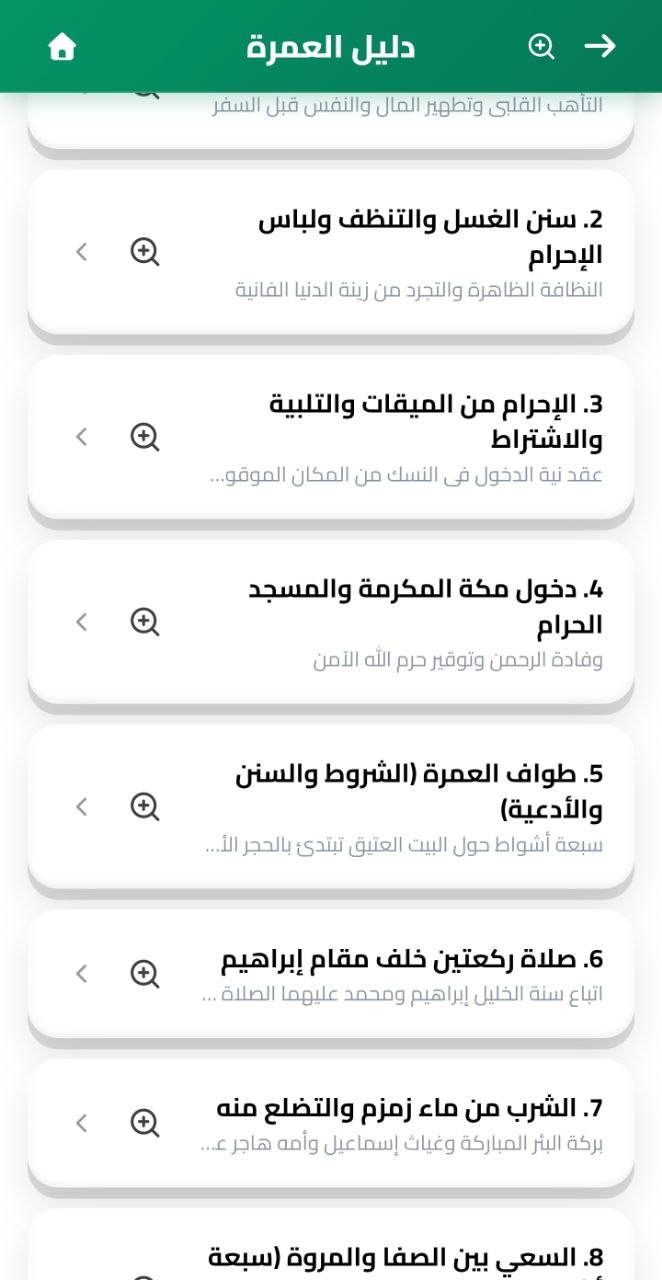 دليل العمرة
التأهب القلبي وتطهير المال والنفس قبل السفر
2. سنن الغسل والتنظف ولباس
الإحرام
النظافة الظاهرة والتجرد من زينة الدنيا الفانية
3. الإحرام من الميقات والتلبية
والاشتراط
عقد نية الدخول في النسك من المكان الموقو...
4. دخول مكة المكرمة والمسجد
الحرام
وفادة الرحمن وتوقير حرم الله الآمن
5. طواف العمرة (الشروط والسنن
والأدعية)
سبعة أشواط حول البيت العتيق تبتدئ بالحجر الأ...
6. صلاة ركعتين خلف مقام إبراهيم
اتباع سنة الخليل إبراهيم ومحمد عليهما الصلاة ...
7. الشرب من ماء زمزم والتضلع منه
بركة البئر المباركة وغياث إسماعيل وأمه هاجر ع...
8. السعي بين الصفا والمروة (سبعة